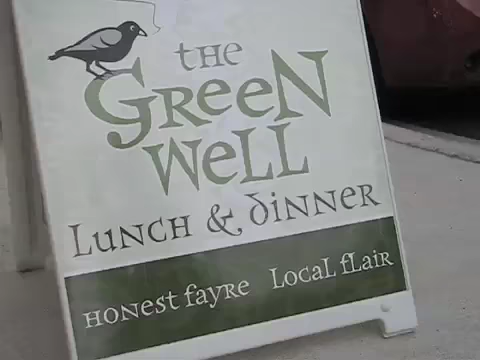 the
GReeN
WeLL
LuNCH & DiNNeR
HONest fayRe LOCaL fLaiR